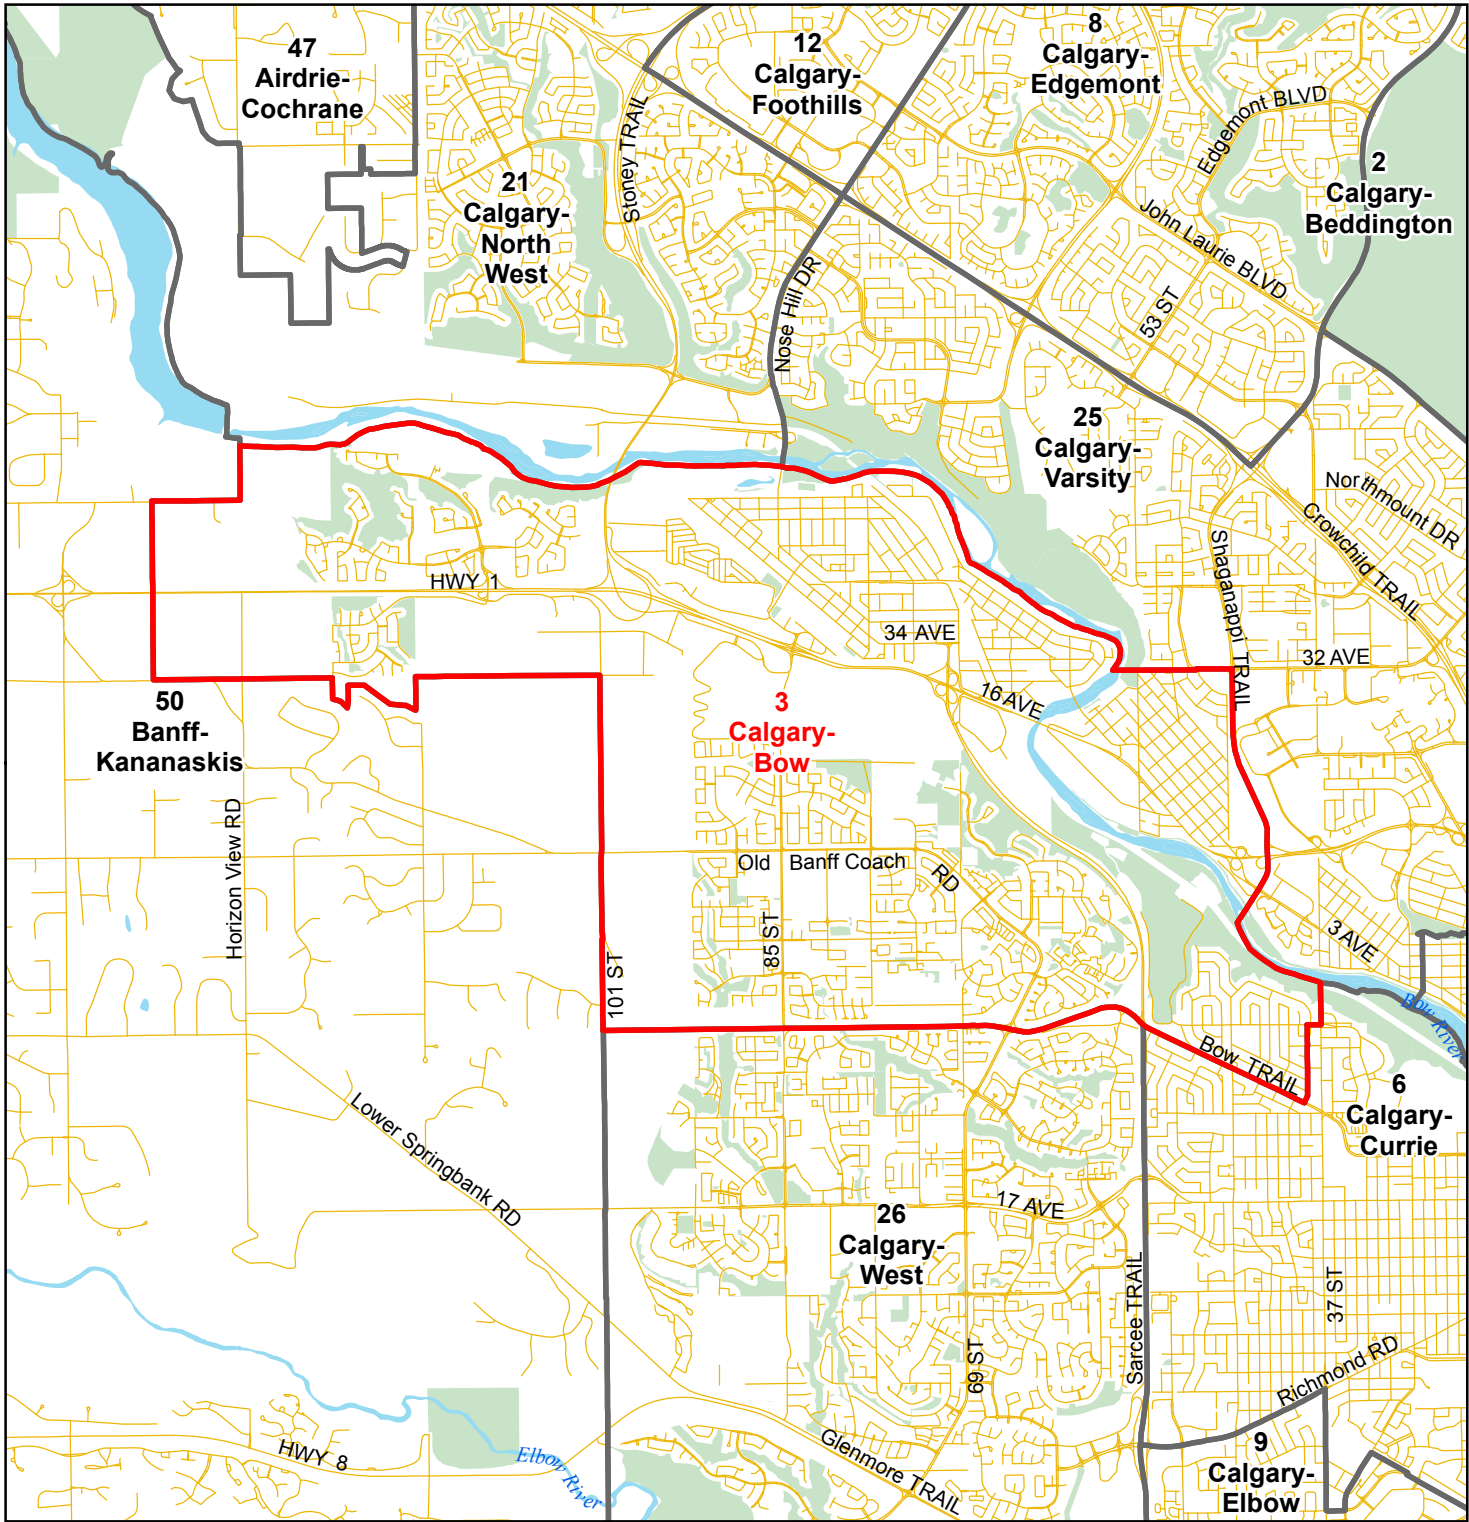 47
Airdrie-
Cochrane
12
Calgary-
Foothills
8
Calgary-
Edgemont
Edgemont BLVD
2
Calgary-
Beddington
21
Calgary-
North
West
Stoney TRAIL
John Laurie BLVD
53 ST
Nose Hill DR
25
Calgary-
Varsity
Northmount DR
Crowchild TRAIL
Shaganappi TRAIL
HWY 1
34 AVE
32 AVE
16 AVE
50
Banff-
Kananaskis
3
Calgary-
Bow
Horizon View RD
Old Banff Coach RD
85 ST
101 ST
3 AVE
Bow River
Bow TRAIL
6
Calgary-
Currie
Lower Springbank RD
17 AVE
26
Calgary-
West
Sarcee TRAIL
37 ST
69 ST
Richmond RD
Glenmore TRAIL
HWY 8
Elbow River
9
Calgary-
Elbow